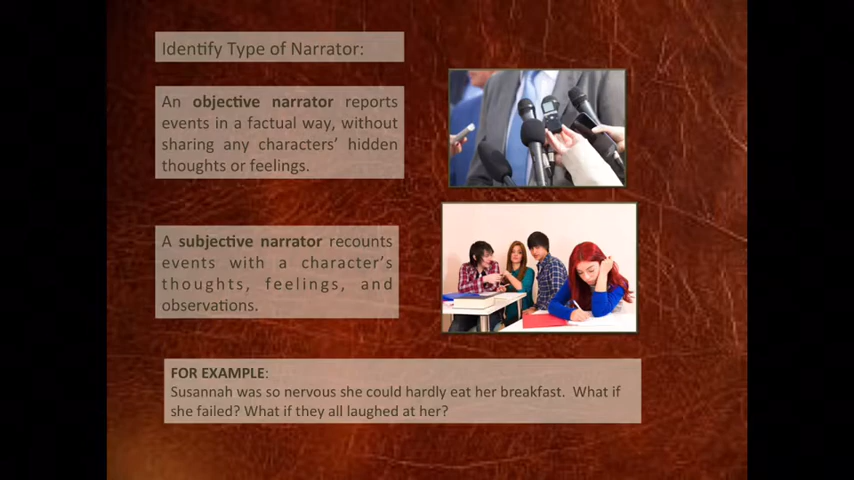 Identify Type of Narrator:
An objective narrator reports
events in a factual way, without
sharing any characters’ hidden
thoughts or feelings.
A subjective narrator recounts
events with a character’s
thoughts, feelings, and
observations.
FOR EXAMPLE:
Susannah was so nervous she could hardly eat her breakfast.  What if
she failed? What if they all laughed at her?